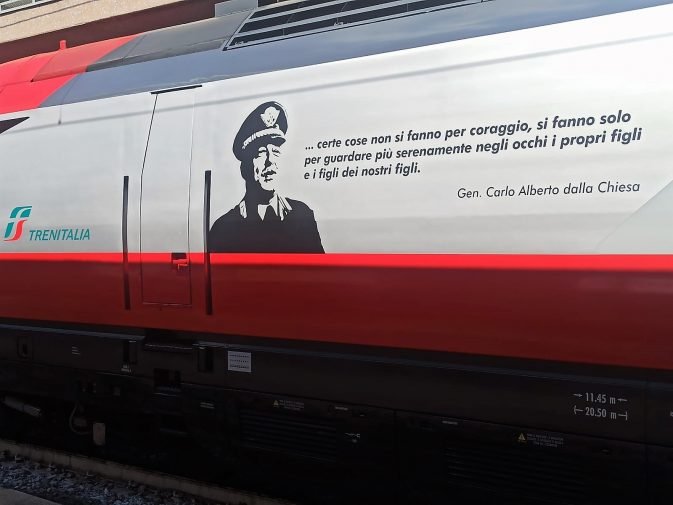 ... certe cose non si fanno per coraggio, si fanno solo
per guardare più serenamente negli occhi i propri figli
e i figli dei nostri figli.
Gen. Carlo Alberto dalla Chiesa
TRENITALIA
11.45 m
20.50 m